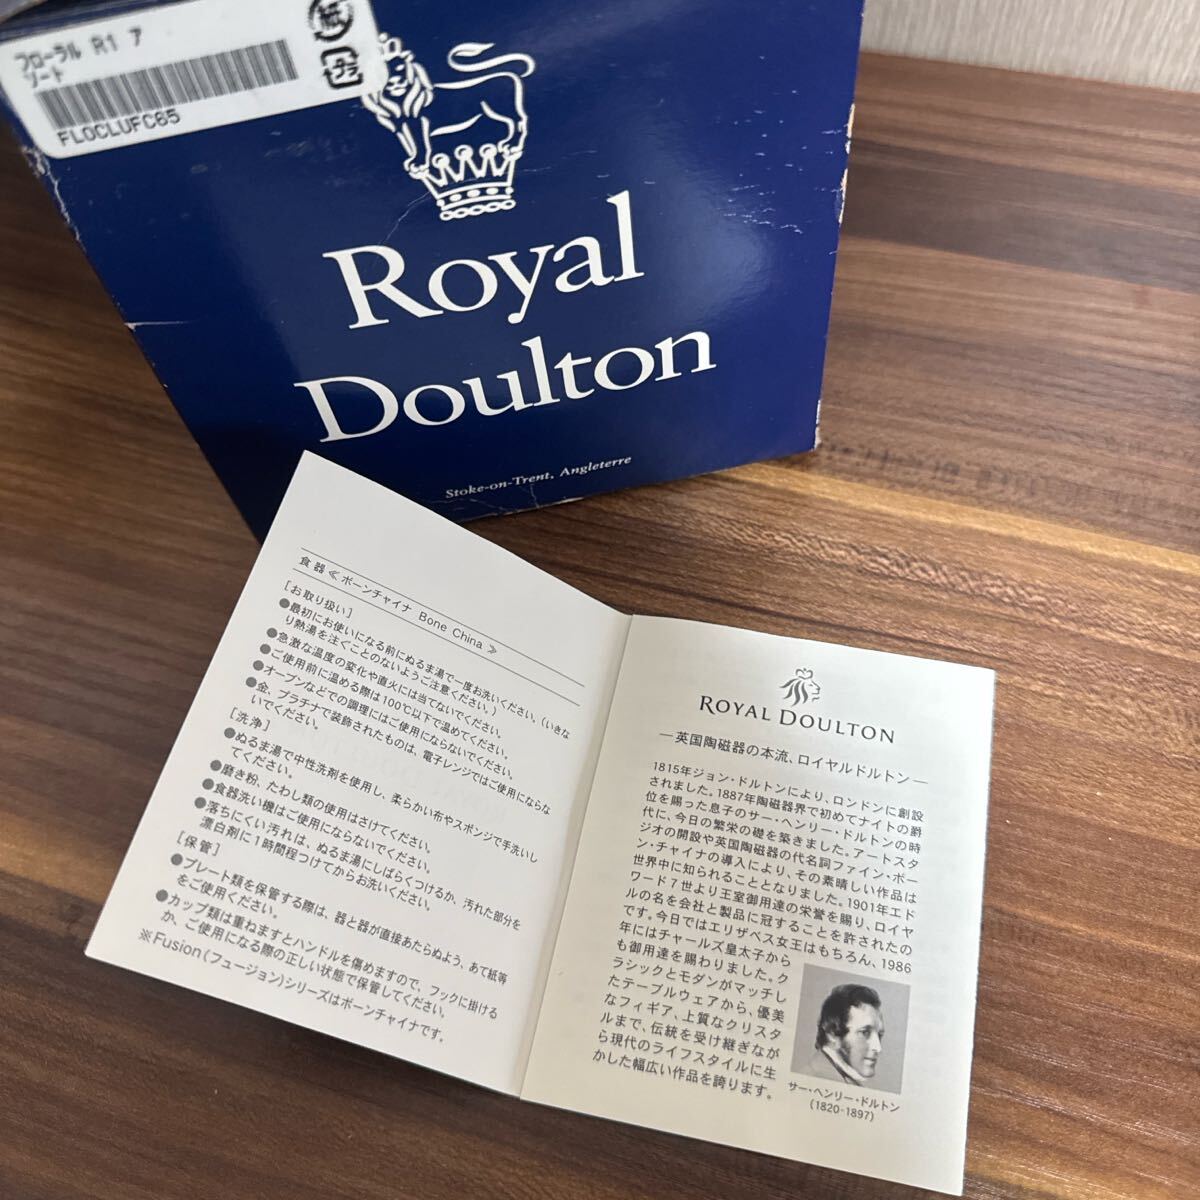 フローラル R1 ア
ソート
FLOCLUFC65
紙
プラ
Royal
Doulton
Stoke-on-Trent, Angleterre
食器≪ボーンチャイナ Bone China≫
[お取り扱い]
●最初にお使いになる前にぬるま湯で一度お洗いください。(いきな
り熱湯を注ぐことのないようご注意ください。)
●急激な温度の変化や直火には当てないでください。
●ご使用前に温める際は100℃以下で温めてください。
●オーブンなどでの調理にはご使用にならないでください。
●金、プラチナで装飾されたものは、電子レンジではご使用にならな
いでください。
[洗浄]
●ぬるま湯で中性洗剤を使用し、柔らかい布やスポンジで手洗いし
てください。
●磨き粉、たわし類の使用はさけてください。
●食器洗い機はご使用にならないでください。
●落ちにくい汚れは、ぬるま湯にしばらくつけるか、汚れた部分を
漂白剤に1時間程つけてからお洗いください。
[保管]
●プレート類を保管する際は、器と器が直接あたらぬよう、あて紙等
をご使用ください。
●カップ類は重ねますとハンドルを傷めますので、フックに掛ける
か、ご使用になる際の正しい状態で保管してください。
※Fusion(フュージョン)シリーズはボーンチャイナです。
ROYAL DOULTON
―英国陶磁器の本流、ロイヤルドルトン―
1815年ジョン・ドルトンにより、ロンドンに創設
されました。1887年陶磁器界で初めてナイトの爵
位を賜った息子のサー・ヘンリー・ドルトンの時
代に、今日の繁栄の礎を築きました。アートスタ
ジオの開設や英国陶磁器の代名詞ファイン・ボー
ン・チャイナの導入により、その素晴しい作品は
世界中に知られることとなりました。1901年エド
ワード7世より王室御用達の栄誉を賜り、ロイヤ
ルの名を会社と製品に冠することを許されたの
です。今日ではエリザベス女王はもちろん、1986
年にはチャールズ皇太子から
も御用達を賜わりました。ク
ラシックとモダンがマッチし
たテーブルウェアから、優美
なフィギア、上質なクリスタ
ルまで、伝統を受け継ぎなが
ら現代のライフスタイルに生
かした幅広い作品を誇ります。
サー・ヘンリー・ドルトン
(1820-1897)